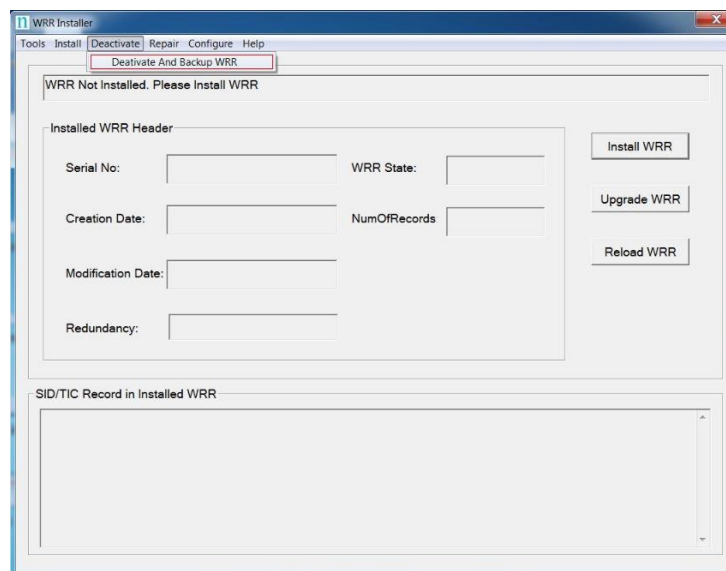 n WRR Installer
X
Tools Install Deactivate Repair Configure Help
Deativate And Backup WRR
WRR Not Installed. Please Install WRR
Installed WRR Header
Serial No: WRR State:
Install WRR
Creation Date: NumOfRecords
Upgrade WRR
Modification Date:
Reload WRR
Redundancy:
SID/TIC Record in Installed WRR